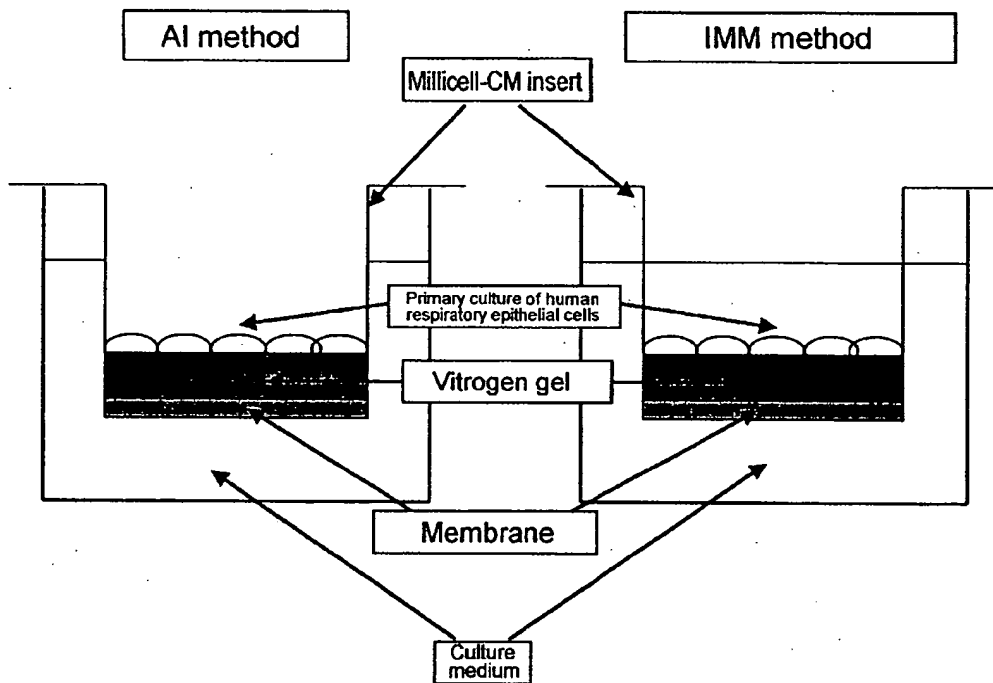 AI method
IMM method
Millicell-CM insert
Primary culture of human
respiratory epithelial cells
Vitrogen gel
Membrane
Culture
medium